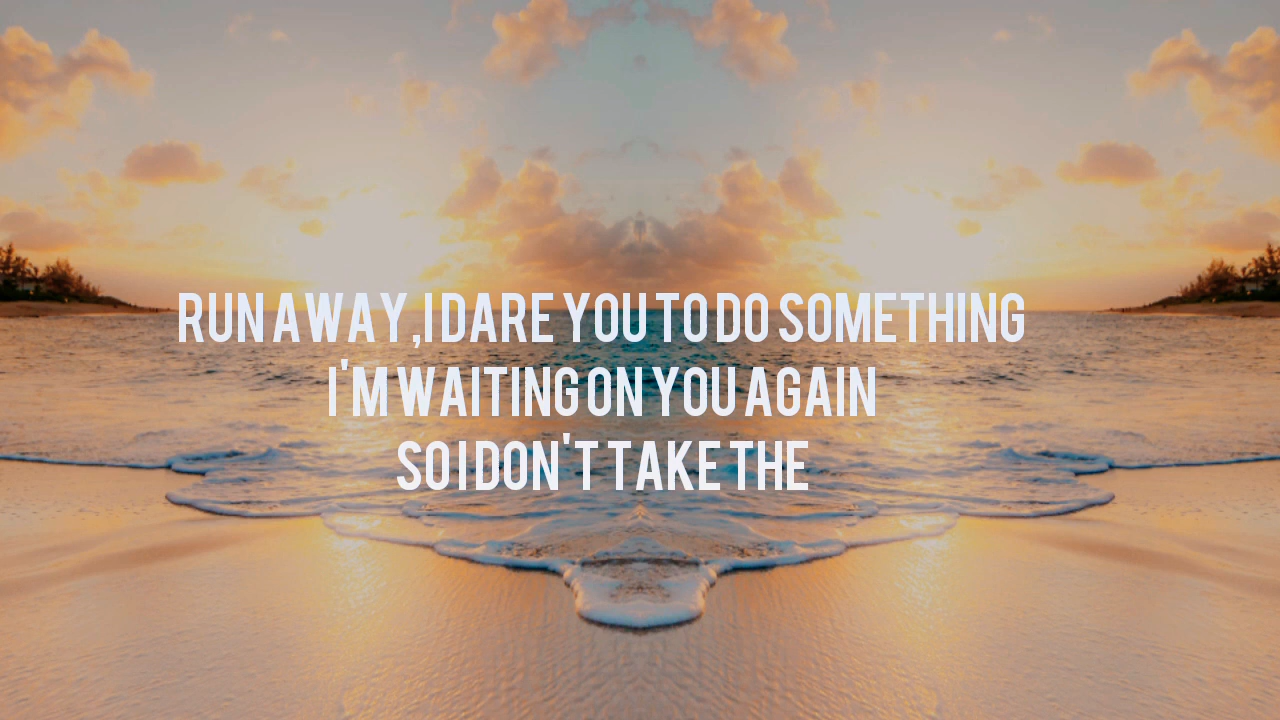 RUN AWAY,I DARE YOU TO DO SOMETHING
I'M WAITING ON YOU AGAIN
SO I DON'T TAKE THE